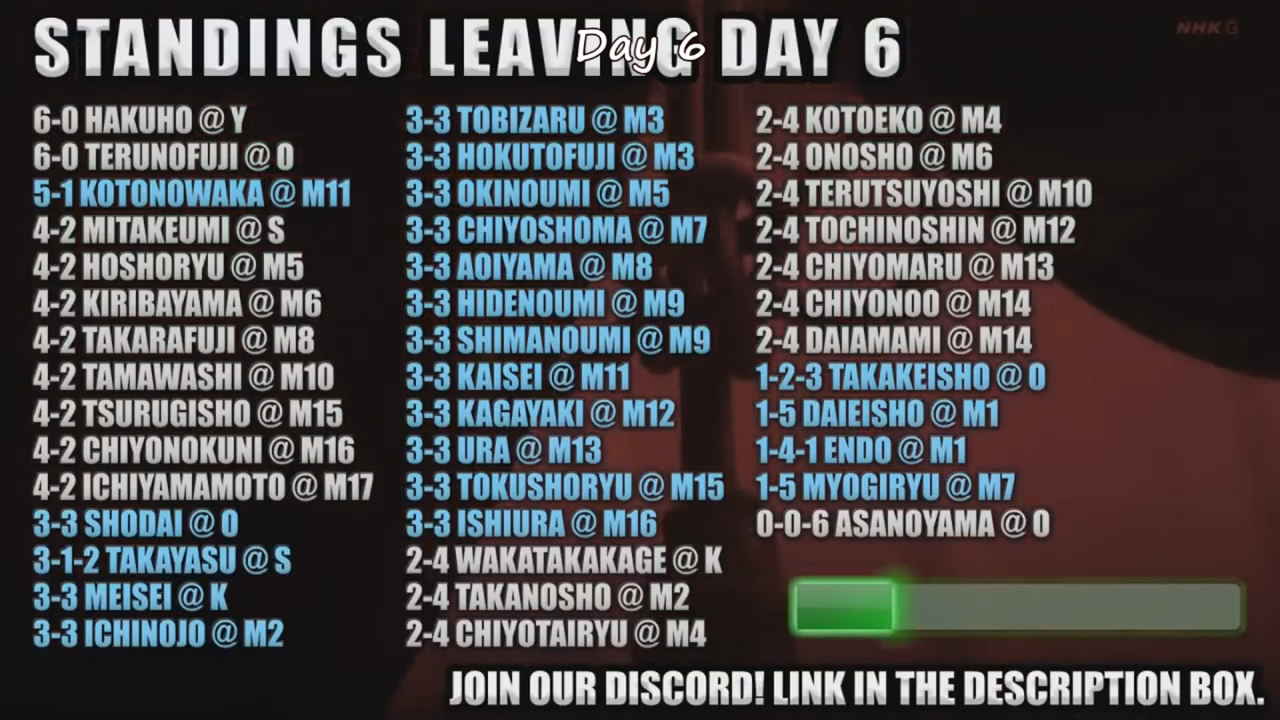 STANDINGS LEAVING DAY 6
Day 6
NHK G
6-0 HAKUHO @ Y
6-0 TERUNOFUJI @ O
5-1 KOTONOWAKA @ M11
4-2 MITAKEUMI @ S
4-2 HOSHORYU @ M5
4-2 KIRIBAYAMA @ M6
4-2 TAKARAFUJI @ M8
4-2 TAMAWASHI @ M10
4-2 TSURUGISHO @ M15
4-2 CHIYONOKUNI @ M16
4-2 ICHIYAMAMOTO @ M17
3-3 SHODAI @ O
3-1-2 TAKAYASU @ S
3-3 MEISEI @ K
3-3 ICHINOJO @ M2
3-3 TOBIZARU @ M3
3-3 HOKUTOFUJI @ M3
3-3 OKINOUMI @ M5
3-3 CHIYOSHOMA @ M7
3-3 AOIYAMA @ M8
3-3 HIDENOUMI @ M9
3-3 SHIMANOUMI @ M9
3-3 KAISEI @ M11
3-3 KAGAYAKI @ M12
3-3 URA @ M13
3-3 TOKUSHORYU @ M15
3-3 ISHIURA @ M16
2-4 WAKATAKAKAGE @ K
2-4 TAKANOSHO @ M2
2-4 CHIYOTAIRYU @ M4
2-4 KOTOEKO @ M4
2-4 ONOSHO @ M6
2-4 TERUTSUYOSHI @ M10
2-4 TOCHINOSHIN @ M12
2-4 CHIYOMARU @ M13
2-4 CHIYONOO @ M14
2-4 DAIAMAMI @ M14
1-2-3 TAKAKEISHO @ O
1-5 DAIEISHO @ M1
1-4-1 ENDO @ M1
1-5 MYOGIRYU @ M7
0-0-6 ASANOYAMA @ O
JOIN OUR DISCORD! LINK IN THE DESCRIPTION BOX.